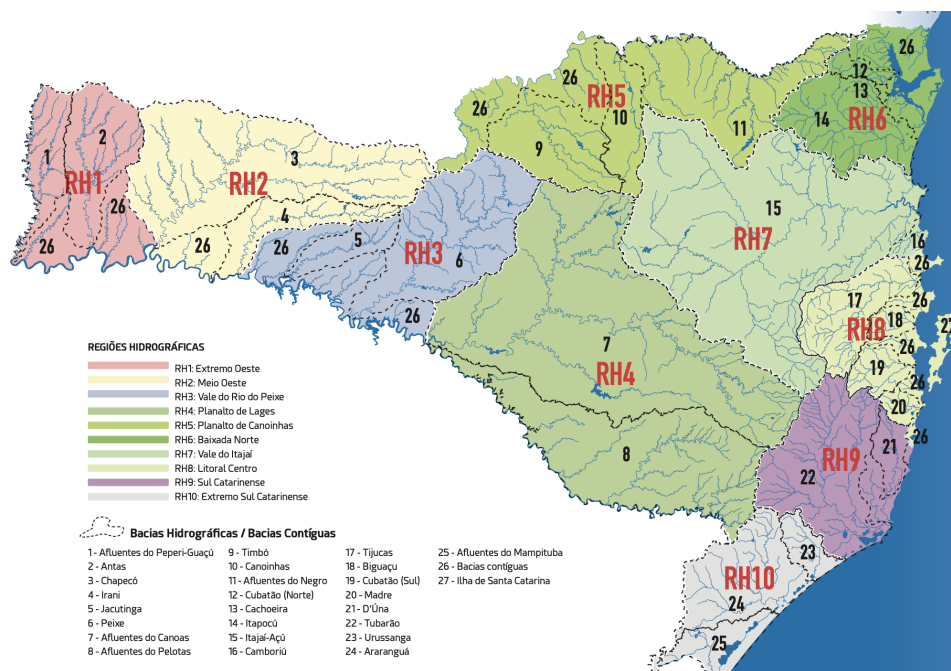 26
26
12
26
RH5
13
10
RH6
26
14
11
1
2
3
9
RH1
RH2
26
15
4
16
26
5
RH3
RH7
26
26
6
26
17
26
26
18
27
RH8
7
26
19
RH4
26
20
26
21
8
RH9
22
23
RH10
24
25
REGIÕES HIDROGRÁFICAS
RH1: Extremo Oeste
RH2: Meio Oeste
RH3: Vale do Rio do Peixe
RH4: Planalto de Lages
RH5: Planalto de Canoinhas
RH6: Baixada Norte
RH7: Vale do Itajaí
RH8: Litoral Centro
RH9: Sul Catarinense
RH10: Extremo Sul Catarinense
Bacias Hidrográficas / Bacias Contíguas
1 - Afluentes do Peperi-Guaçú
2 - Antas
3 - Chapecó
4 - Irani
5 - Jacutinga
6 - Peixe
7 - Afluentes do Canoas
8 - Afluentes do Pelotas
9 - Timbó
10 - Canoinhas
11 - Afluentes do Negro
12 - Cubatão (Norte)
13 - Cachoeira
14 - Itapocú
15 - Itajaí-Açú
16 - Camboriú
17 - Tijucas
18 - Biguaçu
19 - Cubatão (Sul)
20 - Madre
21 - D'Úna
22 - Tubarão
23 - Urussanga
24 - Araranguá
25 - Afluentes do Mampituba
26 - Bacias contíguas
27 - Ilha de Santa Catarina